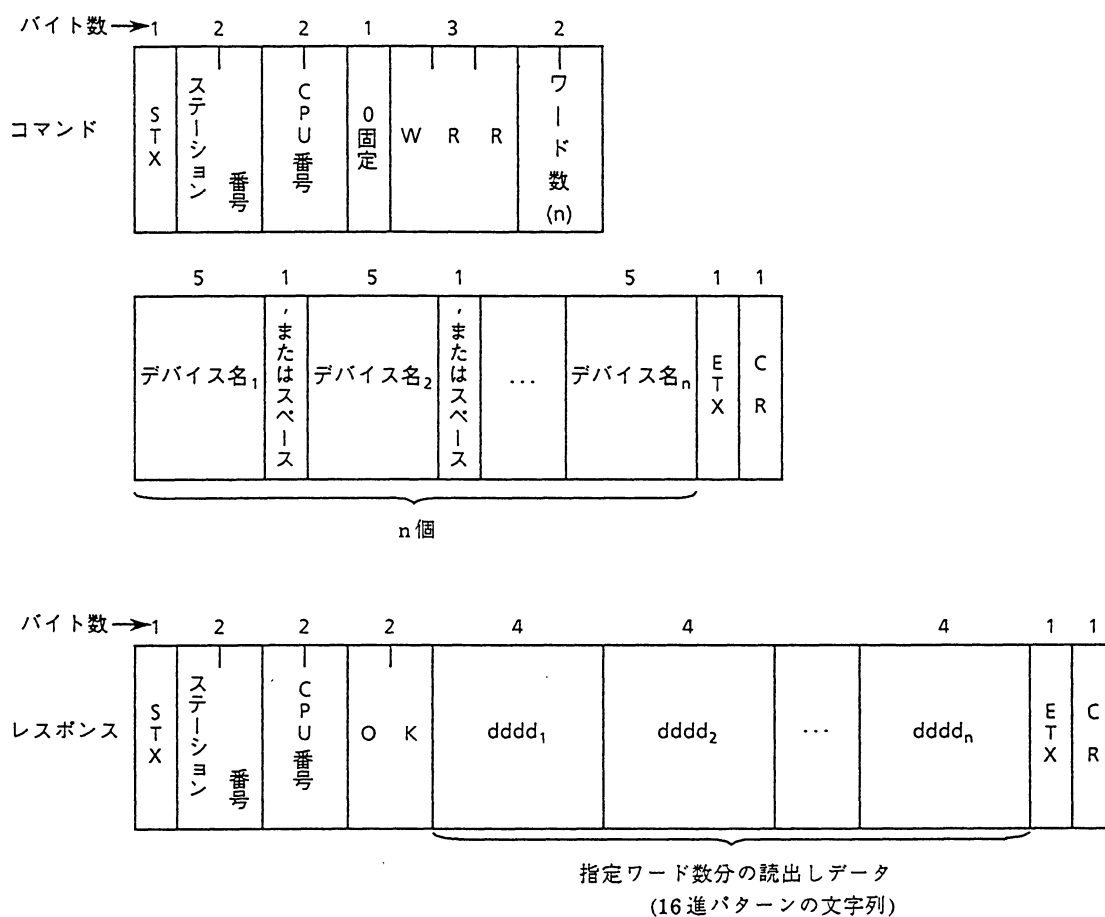 バイト数→1 2 2 1 3 2
コマンド
STX
ステーション番号
CPU番号
0固定
W R R
ワード数(n)
5 1 5 1 5 1 1
デバイス名1
,またはスペース
デバイス名2
,またはスペース
...
デバイス名n
ETX
CR
n個
バイト数→1 2 2 2 4 4 4 1 1
レスポンス
STX
ステーション番号
CPU番号
O K
dddd1
dddd2
...
ddddn
ETX
CR
指定ワード数分の読出しデータ
(16進パターンの文字列)